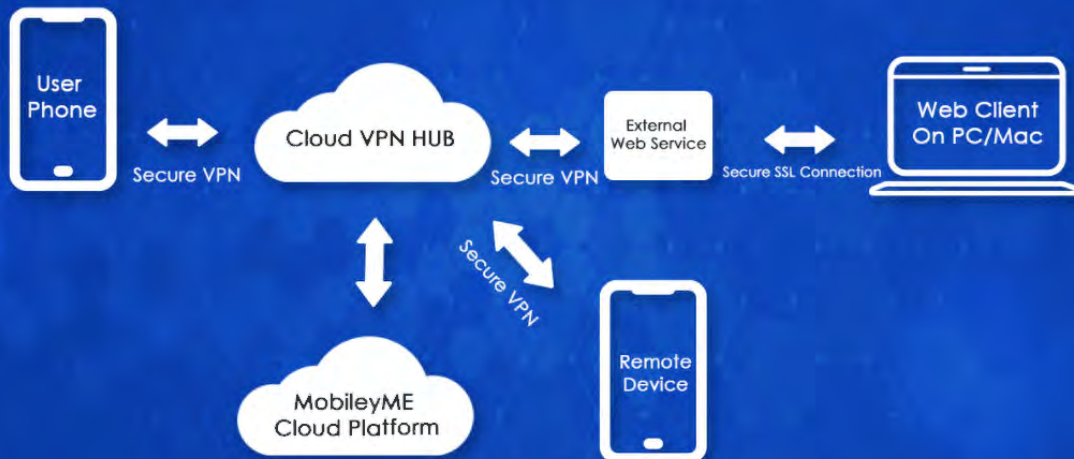 User
Phone
Secure VPN
Cloud VPN HUB
Secure VPN
External
Web Service
Secure SSL Connection
Web Client
On PC/Mac
Secure VPN
MobileyME
Cloud Platform
Remote
Device